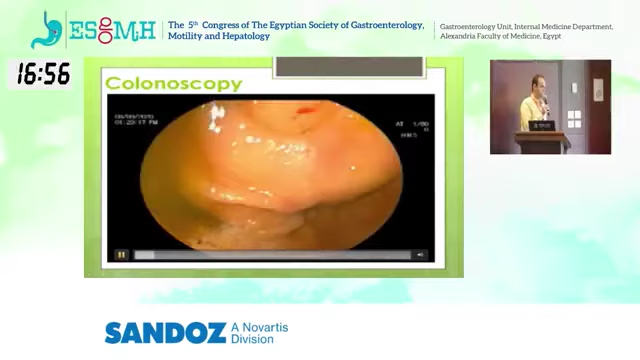 ESGMH
The 5th Congress of The Egyptian Society of Gastroenterology,
Motility and Hepatology
Gastroenterology Unit, Internal Medicine Department,
Alexandria Faculty of Medicine, Egypt
16:56
Colonoscopy
SANDOZ A Novartis
Division